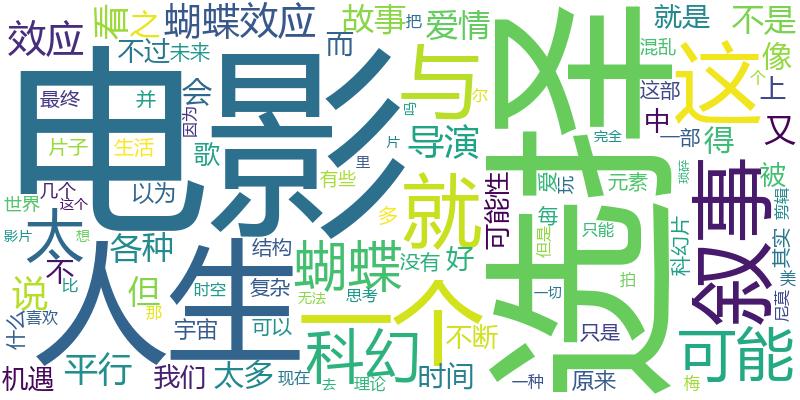 电影
选择
人生
一个
叙事
这
就
与
科幻
蝴蝶
可能
太
蝴蝶效应
效应
看
之
故事
把
爱情
就是
不是
不过
未来
而
混乱
像
个
最终
并
会
因为
吗
尔
这部
上
导演
中
一部
得
又
片子
生活
歌
片
完全
里
可能性
有些
爱
玩
元素
琐碎
被
世界
几个
这个
以为
多
每
剪辑
影片
想
不
各种
结构
没有
好
但是
只能
科幻片
其实
类
说
比
但
时空
复杂
无法
思考
拍
尼莫
什么
喜欢
那
宇宙
可以
不断
一切
只是
机遇
平行
我们
太多
现在
去
理论
时间
一种
原来
梅